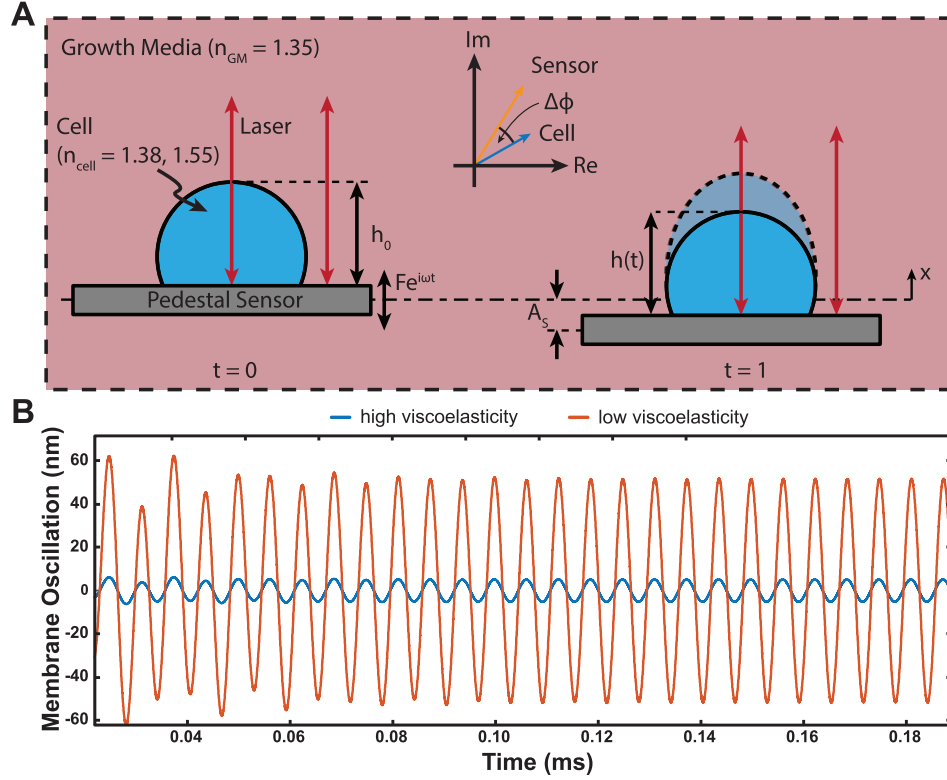 A
Growth Media (n_GM = 1.35)
Im
Sensor
Δϕ
Cell
Re
Cell
(n_cell = 1.38, 1.55)
Laser
h_0
Fe^iωt
Pedestal Sensor
h(t)
x
A_S
t = 0
t = 1
B
high viscoelasticity
low viscoelasticity
Membrane Oscillation (nm)
60
40
20
0
-20
-40
-60
0.04
0.06
0.08
0.10
0.12
0.14
0.16
0.18
Time (ms)